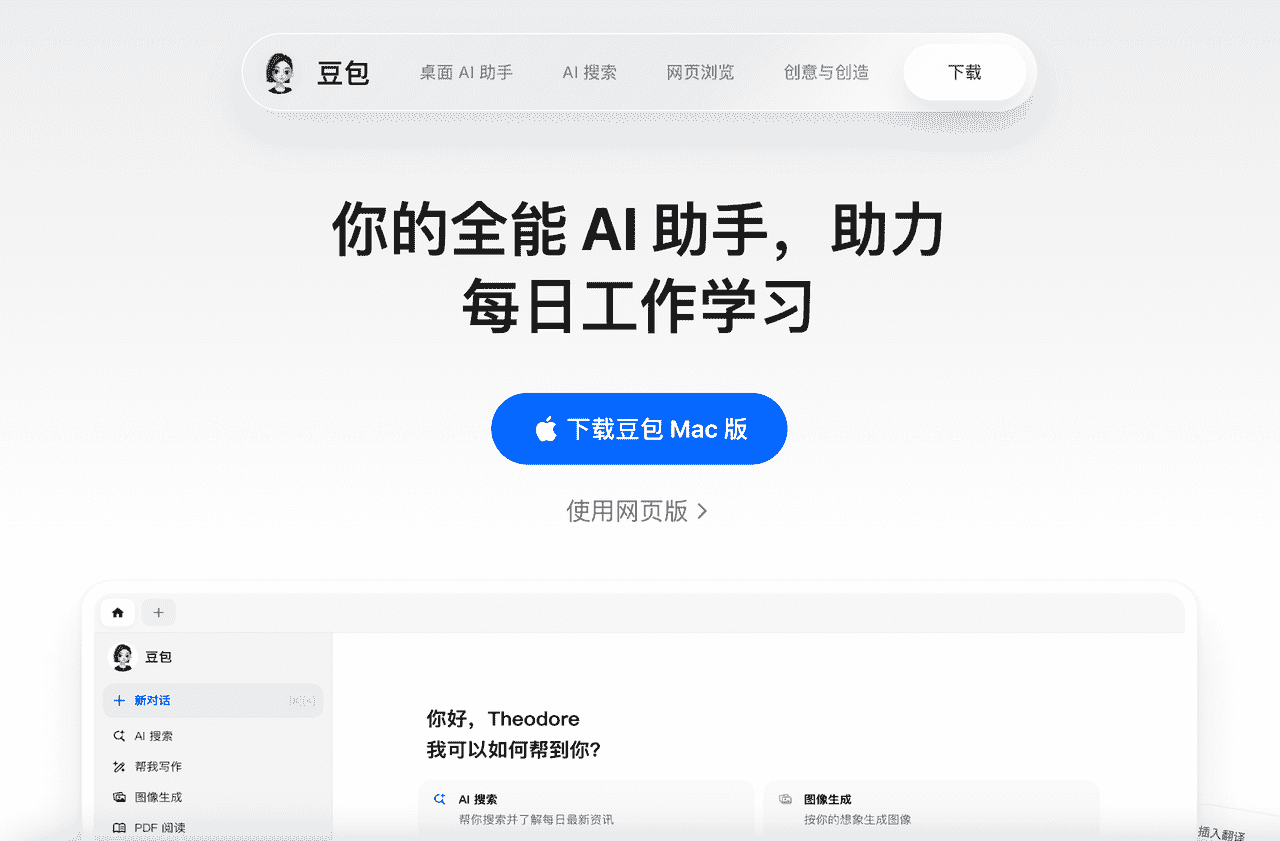 豆包
桌面 AI 助手
AI 搜索
网页浏览
创意与创造
下载
你的全能 AI 助手，助力
每日工作学习
下载豆包 Mac 版
使用网页版
豆包
新对话
AI 搜索
帮我写作
图像生成
PDF 阅读
你好，Theodore
我可以如何帮到你?
AI 搜索
帮你搜索并了解每日最新资讯
图像生成
按你的想象生成图像
插入翻译